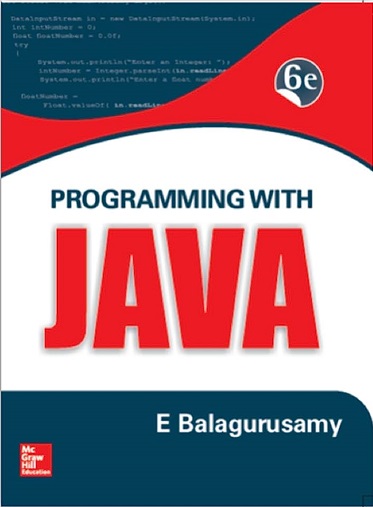 DataInputStream in = new DataInputStream(System.in);
int intNumber = 0;
float floatNumber = 0.0f;
try
{
System.out.println("Enter an Integer: ");
intNumber = Integer.parseInt(in.readLine
System.out.println("Enter a float num
floatNumber =
Float.valueOf( in.readLine
6e
PROGRAMMING WITH
JAVA
E Balagurusamy
Mc
Graw
Hill
Education